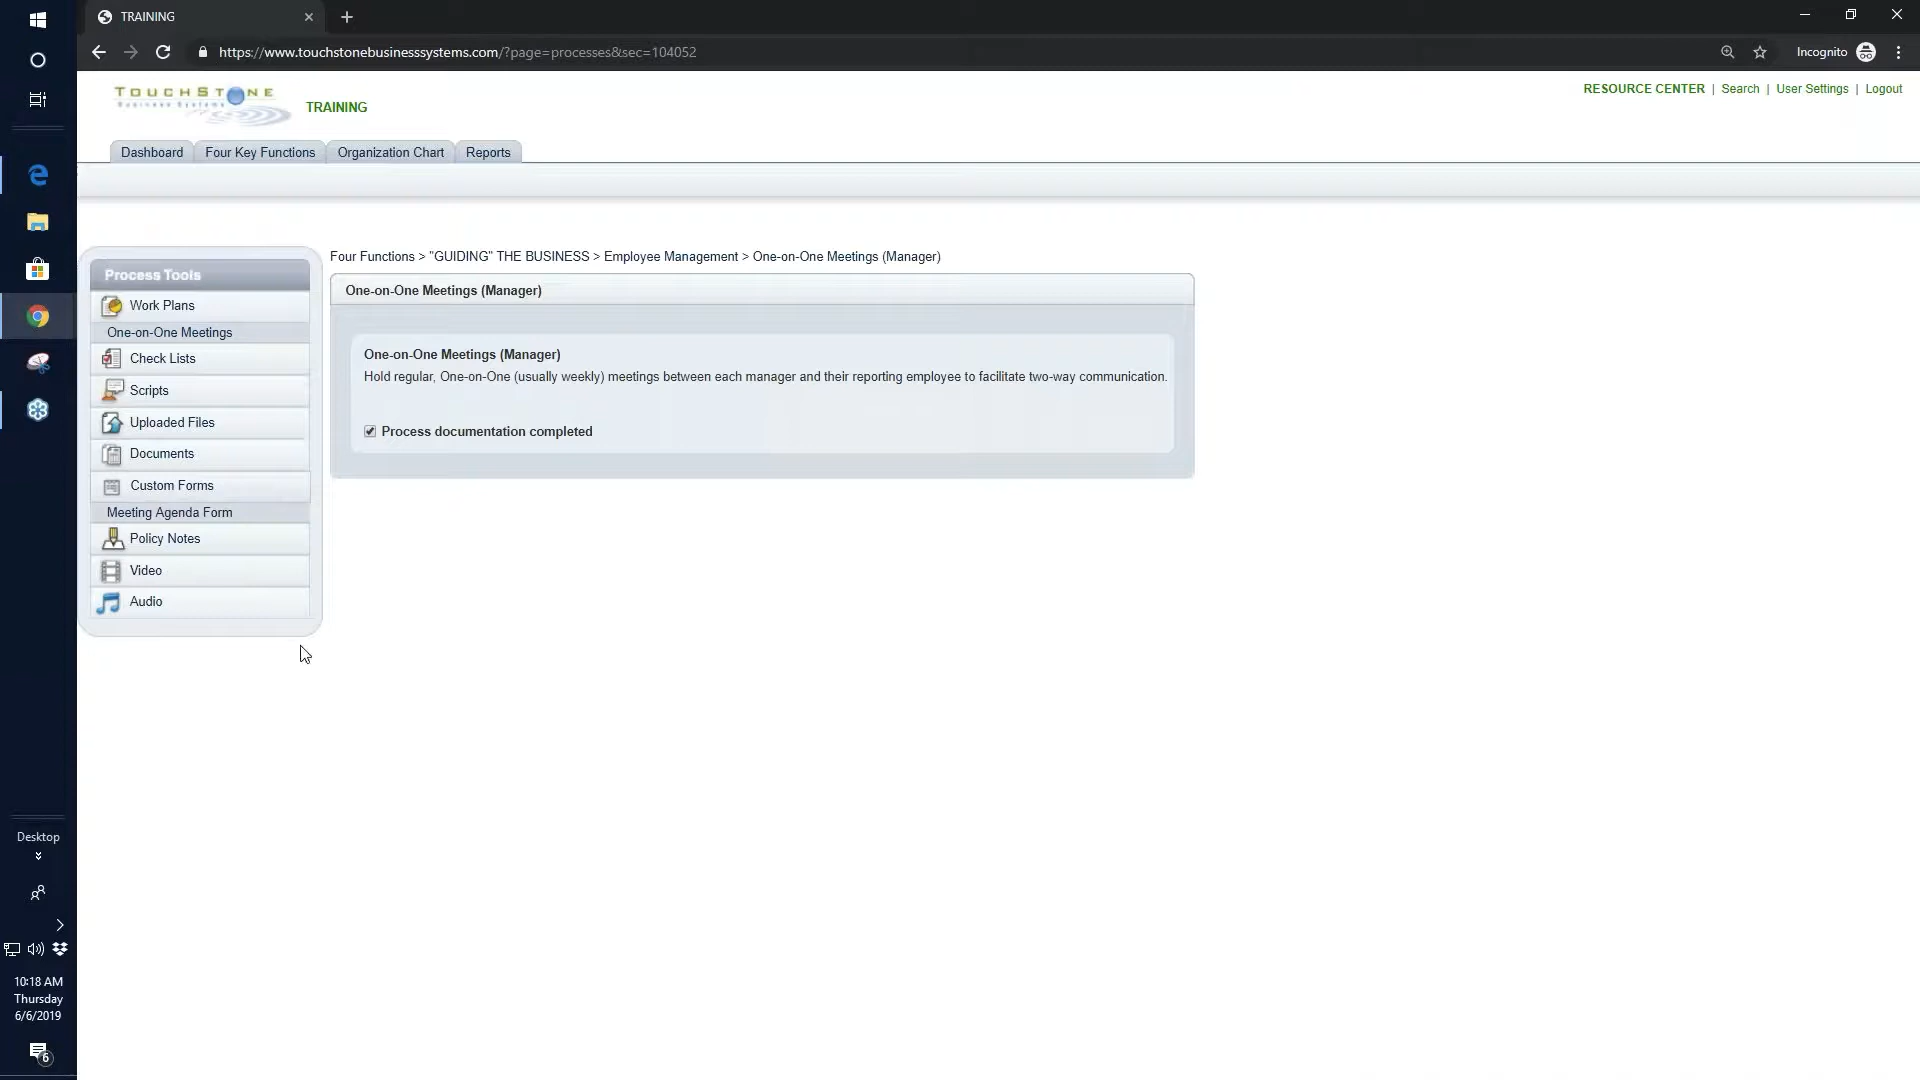 TRAINING
https://www.touchstonebusinesssystems.com/?page=processes&sec=104052
Incognito
TOUCHSTONE
Business Systems
TRAINING
RESOURCE CENTER | Search | User Settings | Logout
Dashboard
Four Key Functions
Organization Chart
Reports
Process Tools
Work Plans
One-on-One Meetings
Check Lists
Scripts
Uploaded Files
Documents
Custom Forms
Meeting Agenda Form
Policy Notes
Video
Audio
Four Functions > "GUIDING" THE BUSINESS > Employee Management > One-on-One Meetings (Manager)
One-on-One Meetings (Manager)
One-on-One Meetings (Manager)
Hold regular, One-on-One (usually weekly) meetings between each manager and their reporting employee to facilitate two-way communication.
Process documentation completed
Desktop
10:18 AM
Thursday
6/6/2019
6